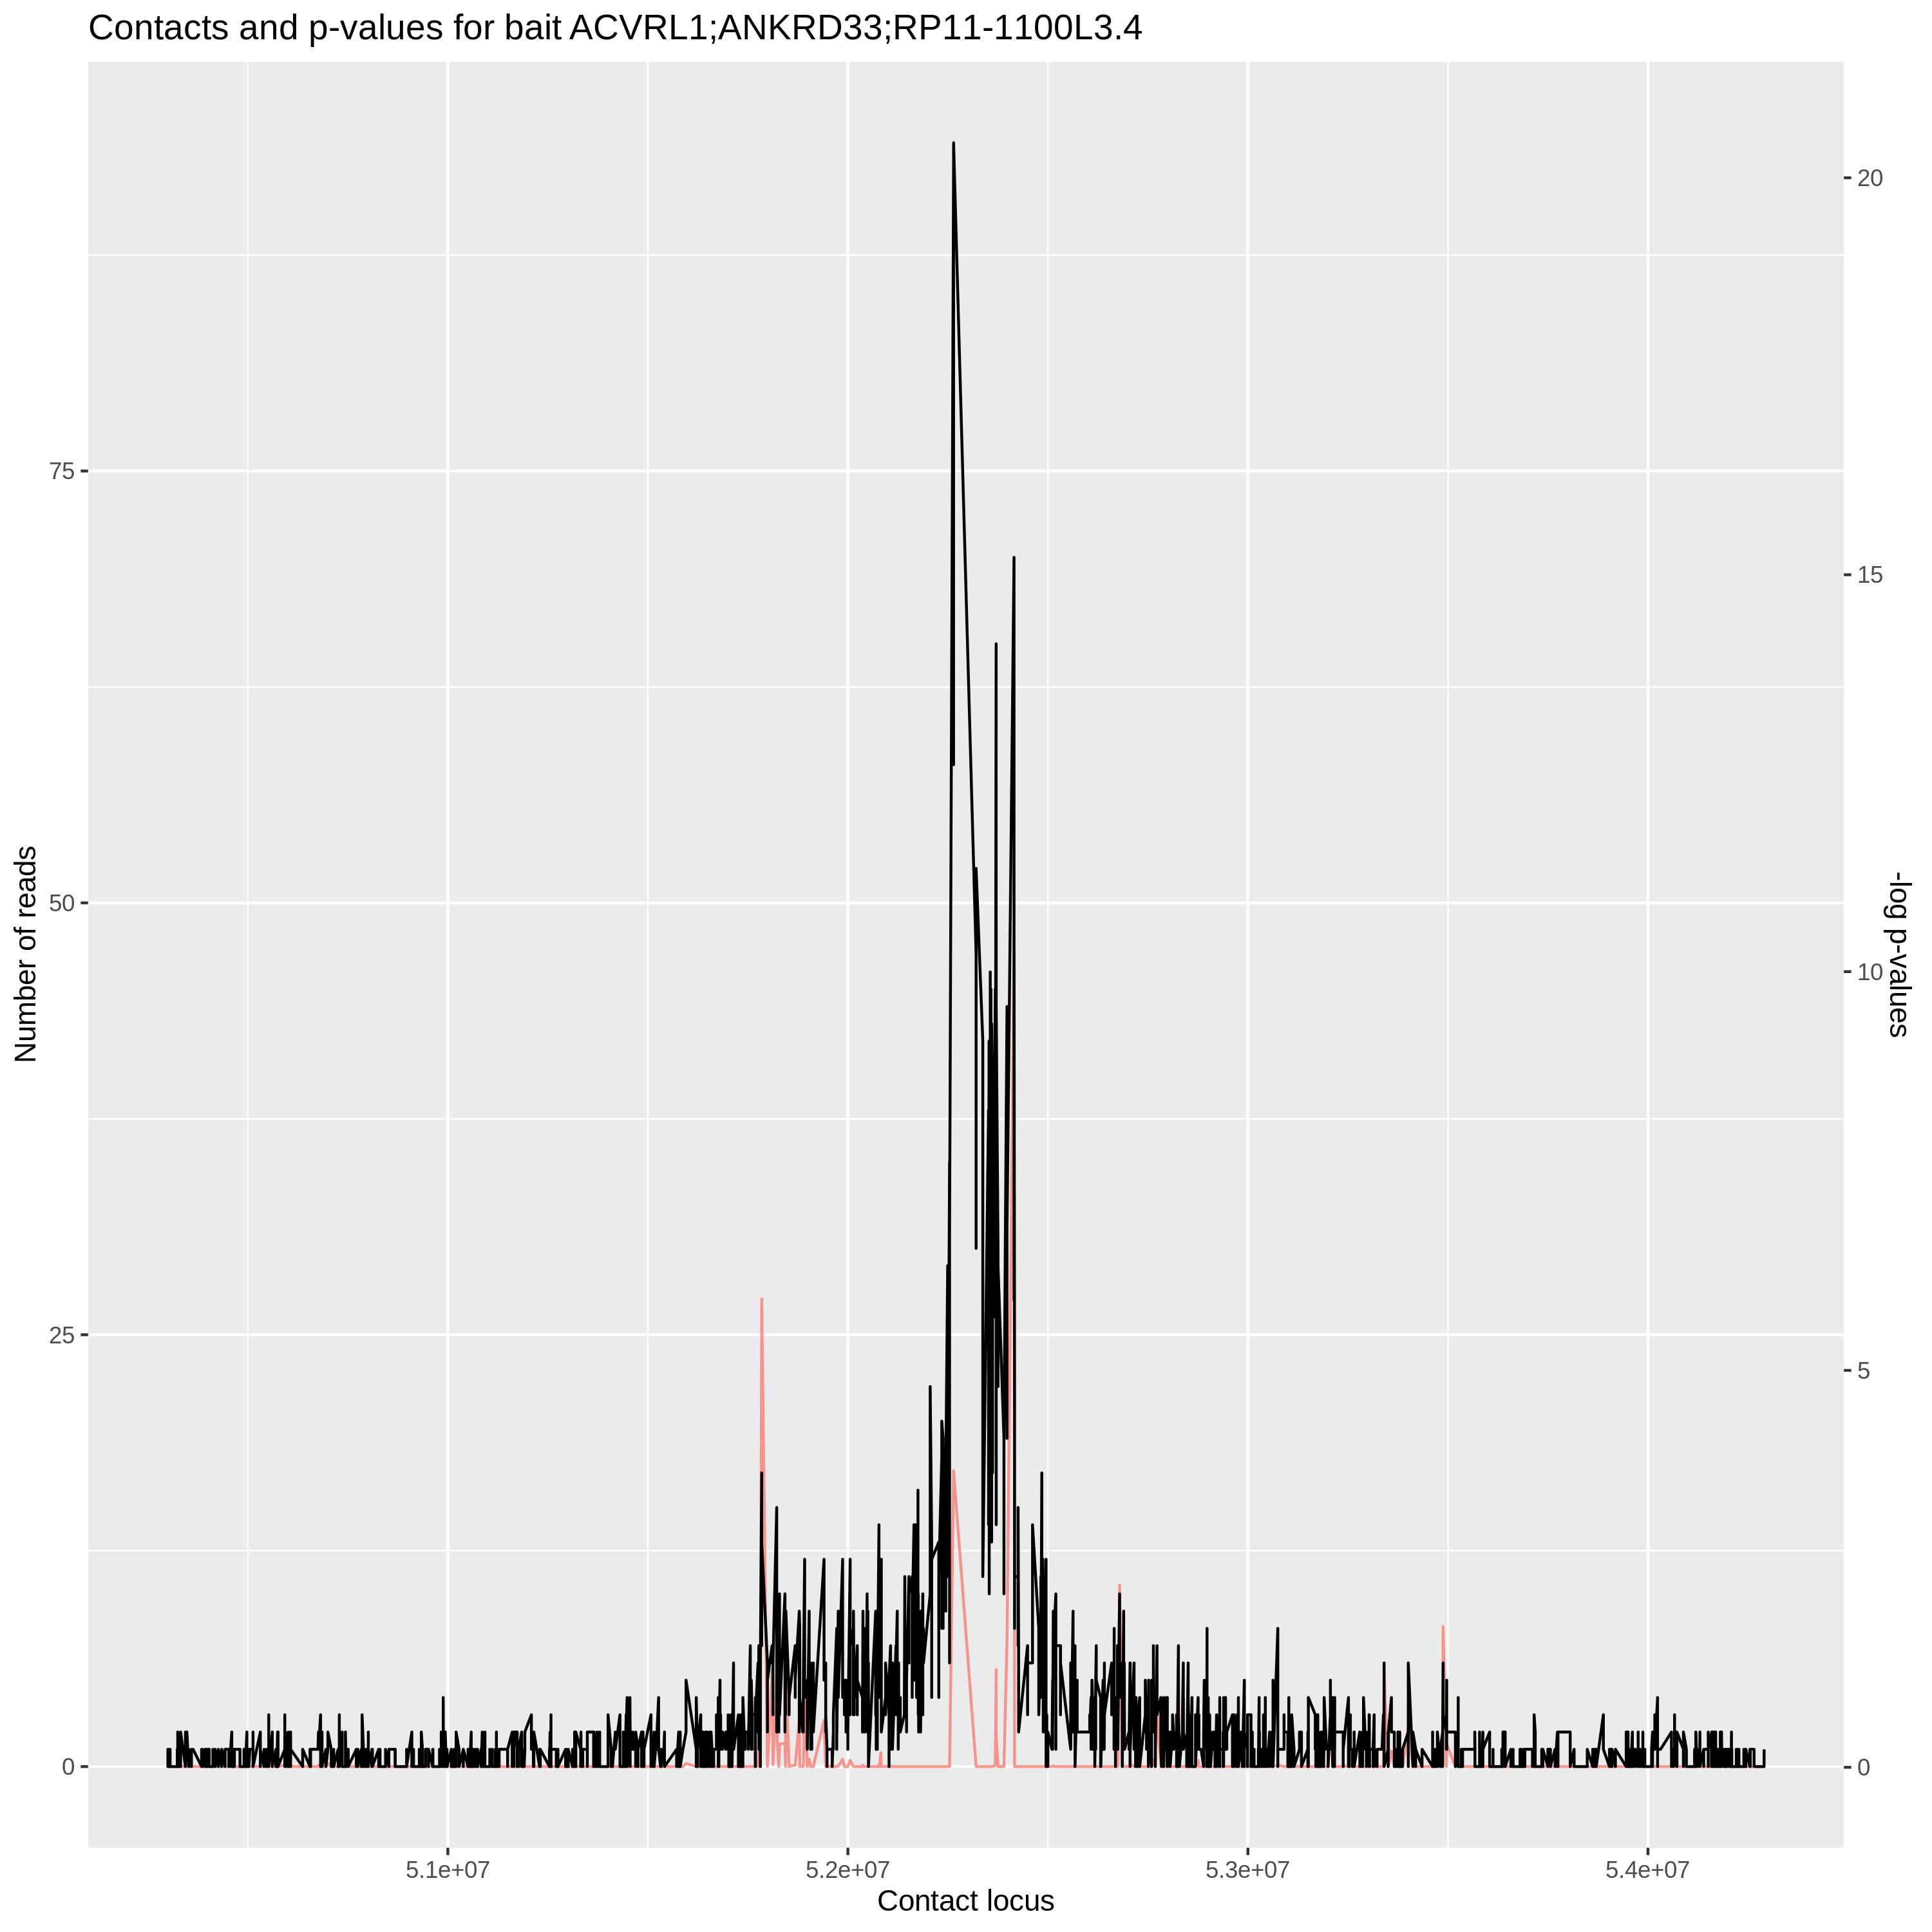 Contacts and p-values for bait ACVRL1;ANKRD33;RP11-1100L3.4
Number of reads
75
50
25
0
20
15
10
5
0
-log p-values
5.1e+07
5.2e+07
5.3e+07
5.4e+07
Contact locus